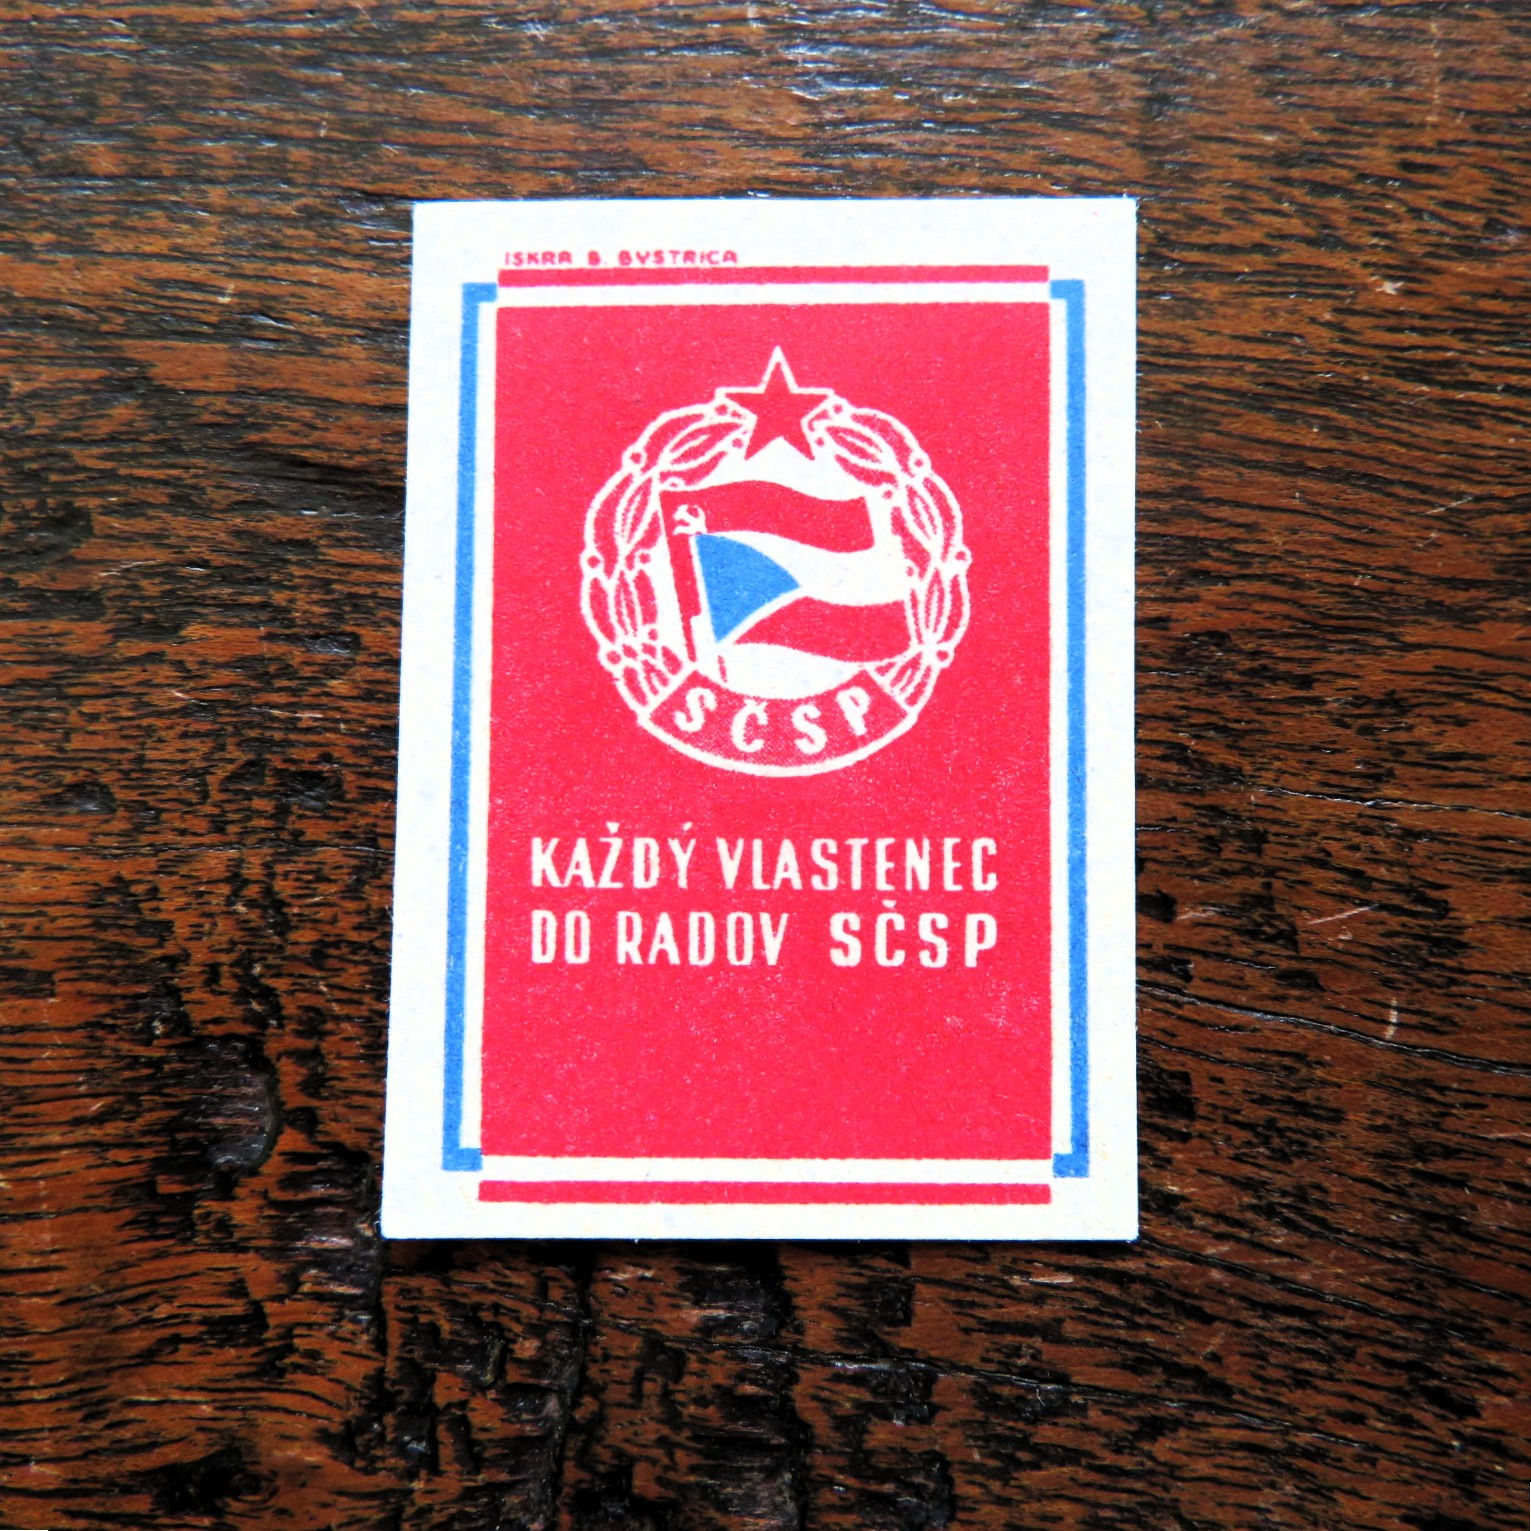 ISKRA B. BYSTRICA
SČSP
KAŽDÝ VLASTENEC
DO RADOV SČSP